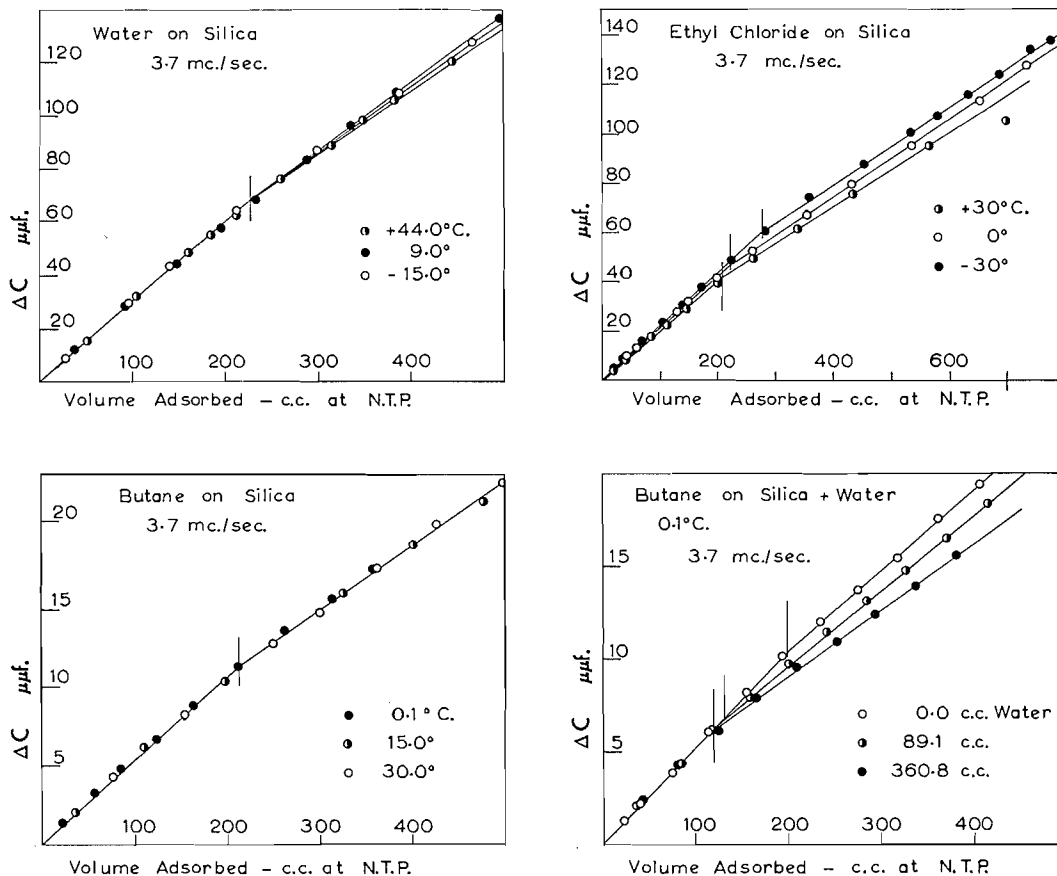 Water on Silica
3.7 mc./sec.
120
100
80
60
40
20
ΔC μμf.
+44.0°C.
9.0°
-15.0°
100 200 300 400
Volume Adsorbed – c.c. at N.T.P.
Ethyl Chloride on Silica
3.7 mc./sec.
140
120
100
80
60
40
20
ΔC μμf.
+30°C.
0°
-30°
200 400 600
Volume Adsorbed – c.c. at N.T.P.
Butane on Silica
3.7 mc./sec.
20
15
10
5
ΔC μμf.
0.1°C.
15.0°
30.0°
100 200 300 400
Volume Adsorbed – c.c. at N.T.P.
Butane on Silica + Water
0.1°C.
3.7 mc./sec.
15
10
5
ΔC μμf.
0.0 c.c. Water
89.1 c.c.
360.8 c.c.
100 200 300 400
Volume Adsorbed – c.c. at N.T.P.